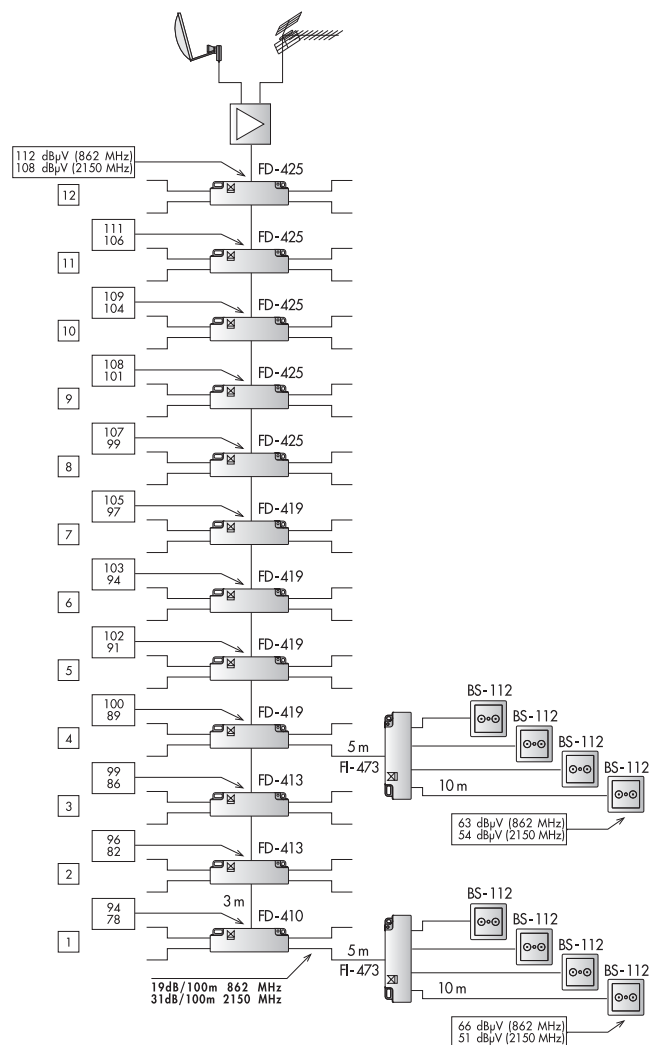 112 dBµV (862 MHz)
108 dBµV (2150 MHz)
FD-425
12
111
106
FD-425
11
109
104
FD-425
10
108
101
FD-425
9
107
99
FD-425
8
105
97
FD-419
7
103
94
FD-419
6
102
91
FD-419
5
100
89
FD-419
4
5 m
FI-473
BS-112
BS-112
BS-112
BS-112
10 m
63 dBµV (862 MHz)
54 dBµV (2150 MHz)
99
86
FD-413
3
96
82
FD-413
2
3 m
94
78
FD-410
1
19dB/100m 862 MHz
31dB/100m 2150 MHz
5 m
FI-473
BS-112
BS-112
BS-112
BS-112
10 m
66 dBµV (862 MHz)
51 dBµV (2150 MHz)